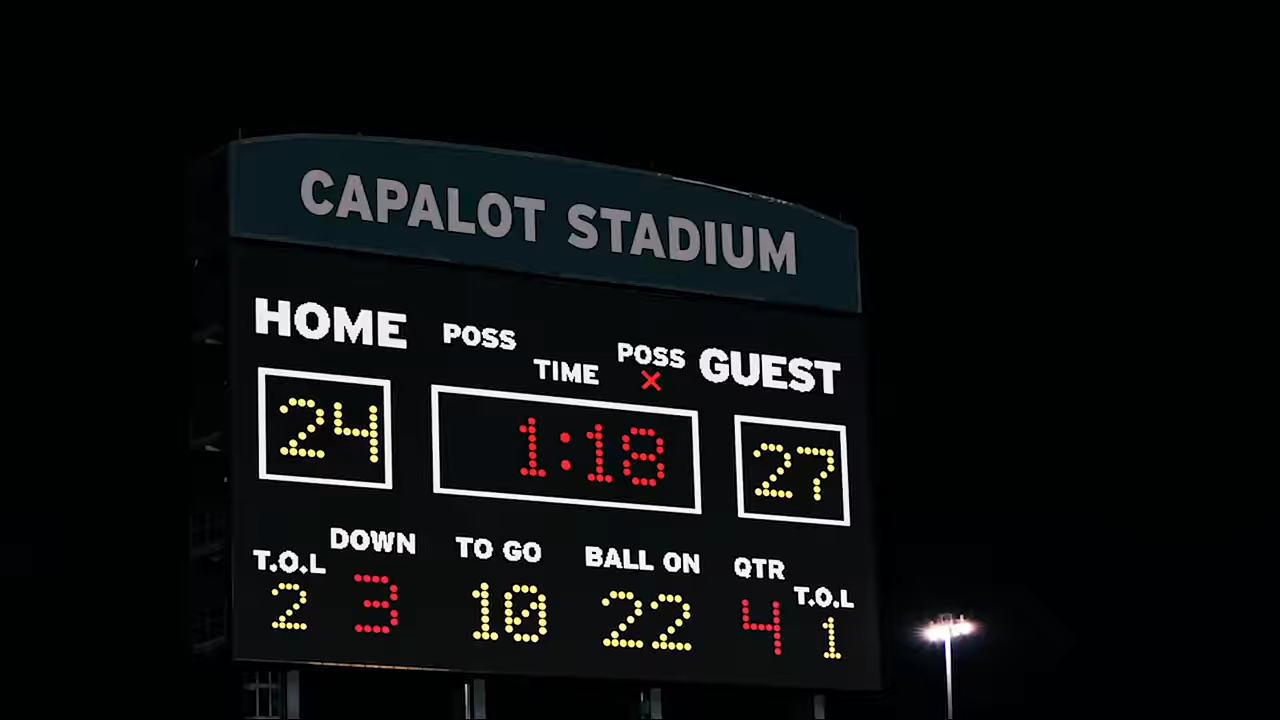 CAPALOT STADIUM
HOME POSS POSS GUEST
TIME ×
24 1:18 27
T.O.L DOWN TO GO BALL ON QTR T.O.L
2 3 10 22 4 1